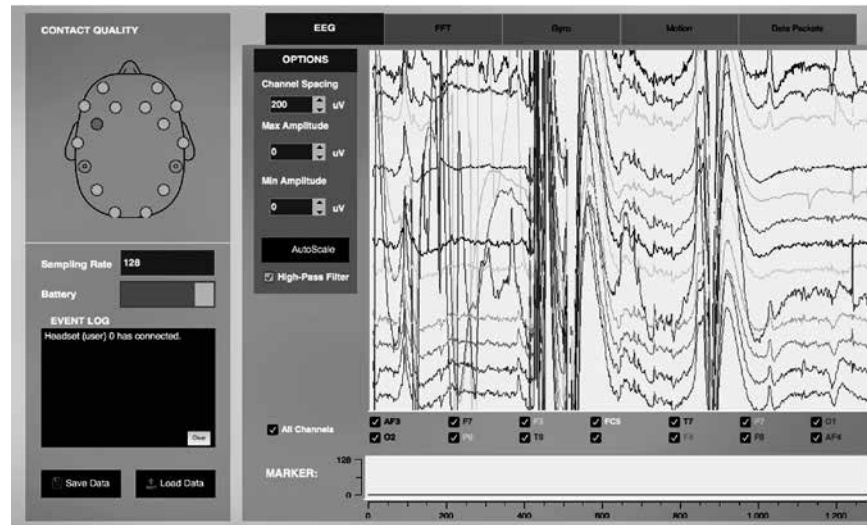 CONTACT QUALITY
EEG
FFT
Gyro
Motion
Data Packets
OPTIONS
Channel Spacing
200 uV
Max Amplitude
0 uV
Min Amplitude
0 uV
AutoScale
High-Pass Filter
Sampling Rate 128
Battery
EVENT LOG
Headset (user) 0 has connected.
Clear
Save Data
Load Data
All Channels
AF3 F7 F3 FC5 T7 P7 O1
O2 P8 T8 F4 F8 AF4
MARKER:
128
0
0 200 400 600 800 1 000 1 200